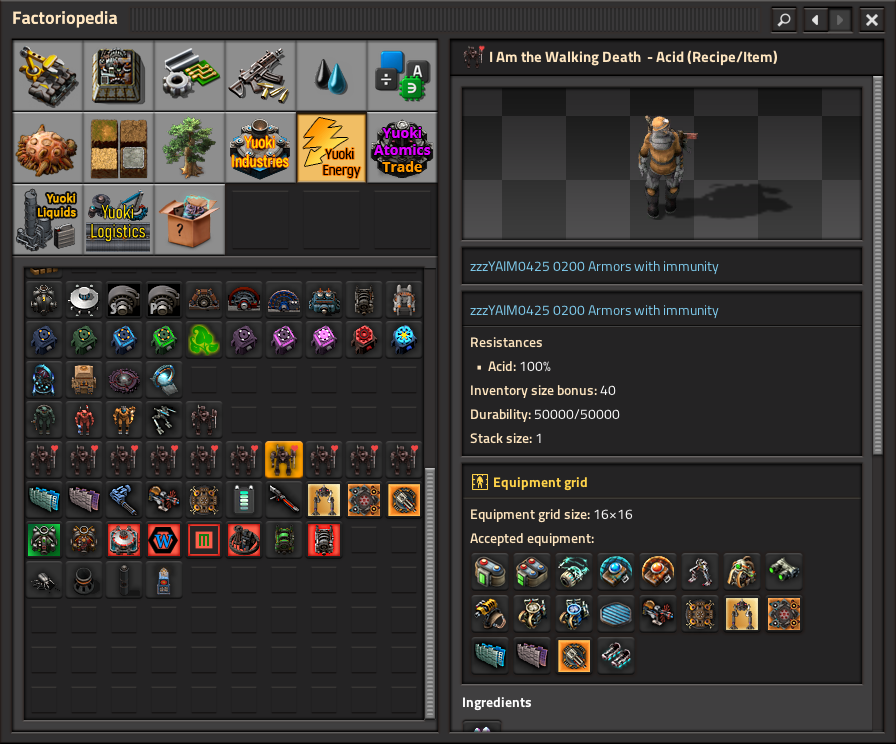 Factoriopedia
Yuoki
Industries
Yuoki
Energy
Yuoki
Atomics
Trade
Yuoki
Liquids
Yuoki
Logistics
?
I Am the Walking Death - Acid (Recipe/Item)
zzzYAIM0425 0200 Armors with immunity
zzzYAIM0425 0200 Armors with immunity
Resistances
• Acid: 100%
Inventory size bonus: 40
Durability: 50000/50000
Stack size: 1
Equipment grid
Equipment grid size: 16×16
Accepted equipment:
Ingredients